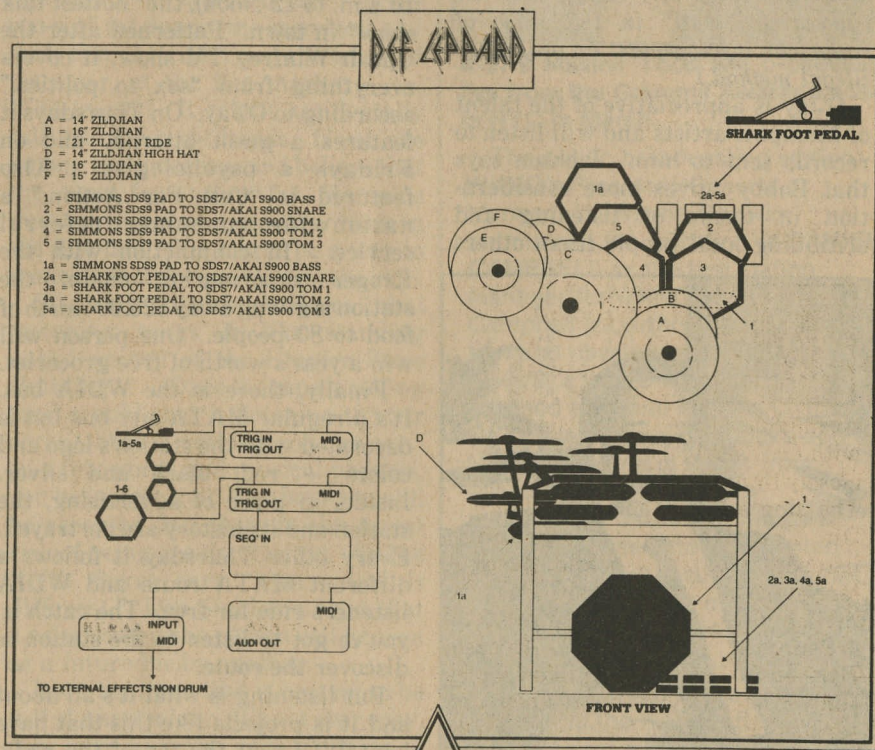 DEF LEPPARD
A = 14" ZILDJIAN
B = 16" ZILDJIAN
C = 21" ZILDJIAN RIDE
D = 14" ZILDJIAN HIGH HAT
E = 16" ZILDJIAN
F = 15" ZILDJIAN
1 = SIMMONS SDS9 PAD TO SDS7/AKAI S900 BASS
2 = SIMMONS SDS9 PAD TO SDS7/AKAI S900 SNARE
3 = SIMMONS SDS9 PAD TO SDS7/AKAI S900 TOM 1
4 = SIMMONS SDS9 PAD TO SDS7/AKAI S900 TOM 2
5 = SIMMONS SDS9 PAD TO SDS7/AKAI S900 TOM 3
1a = SIMMONS SDS9 PAD TO SDS7/AKAI S900 BASS
2a = SHARK FOOT PEDAL TO SDS7/AKAI S900 SNARE
3a = SHARK FOOT PEDAL TO SDS7/AKAI S900 TOM 1
4a = SHARK FOOT PEDAL TO SDS7/AKAI S900 TOM 2
5a = SHARK FOOT PEDAL TO SDS7/AKAI S900 TOM 3
SHARK FOOT PEDAL
1a
2a-5a
F
D
5
2
E
C
4
3
B
A
1
1a-5a
TRIG IN MIDI
TRIG OUT
1-6
TRIG IN MIDI
TRIG OUT
SEQ' IN
MIDI
AUDI OUT
INPUT
MIDI
TO EXTERNAL EFFECTS NON DRUM
D
1
1a
2a, 3a, 4a, 5a
FRONT VIEW